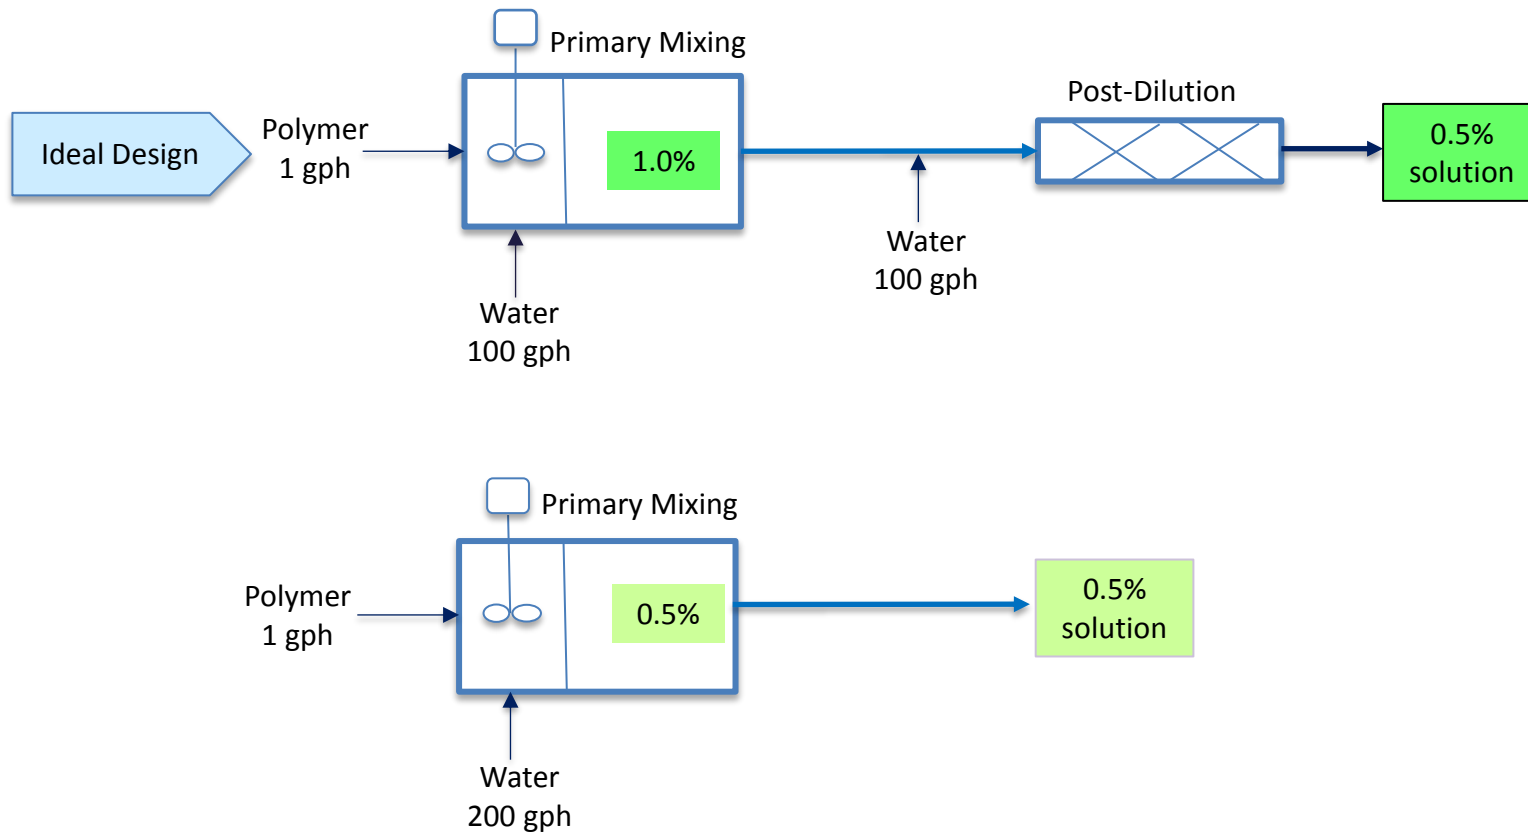 Primary Mixing
Ideal Design
Polymer
1 gph
1.0%
Water
100 gph
Water
100 gph
Post-Dilution
0.5%
solution
Primary Mixing
Polymer
1 gph
0.5%
Water
200 gph
0.5%
solution